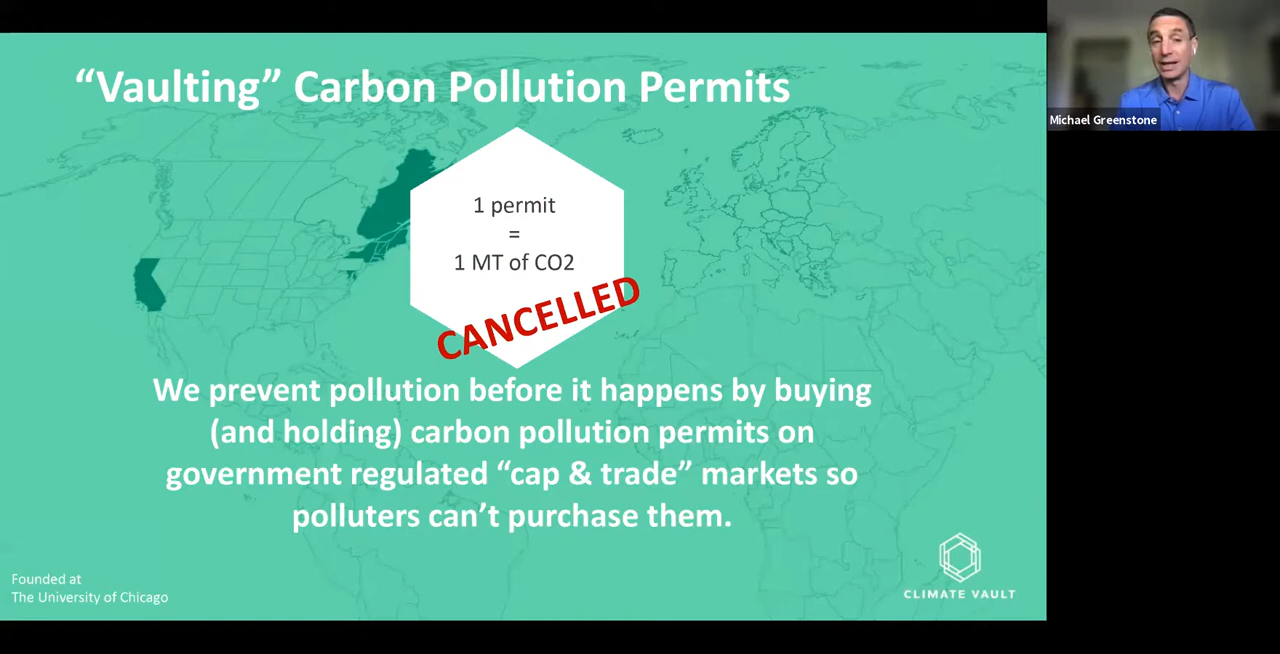 “Vaulting” Carbon Pollution Permits
1 permit
=
1 MT of CO2
CANCELLED
We prevent pollution before it happens by buying
(and holding) carbon pollution permits on
government regulated “cap & trade” markets so
polluters can’t purchase them.
Founded at
The University of Chicago
CLIMATE VAULT
Michael Greenstone